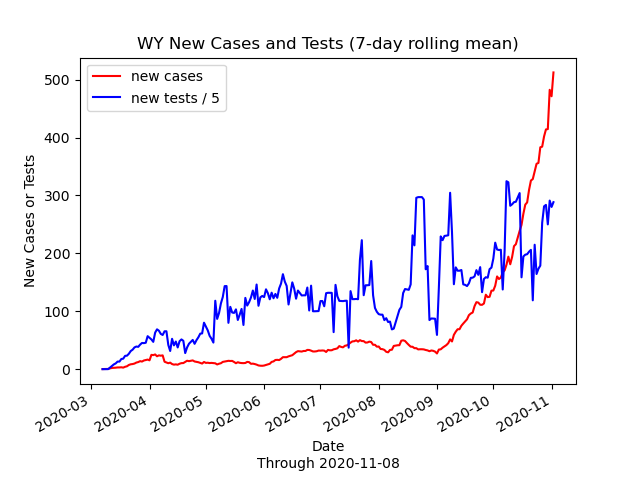 WY New Cases and Tests (7-day rolling mean)
new cases
new tests / 5
New Cases or Tests
500
400
300
200
100
0
2020-03
2020-04
2020-05
2020-06
2020-07
2020-08
2020-09
2020-10
2020-11
Date
Through 2020-11-08